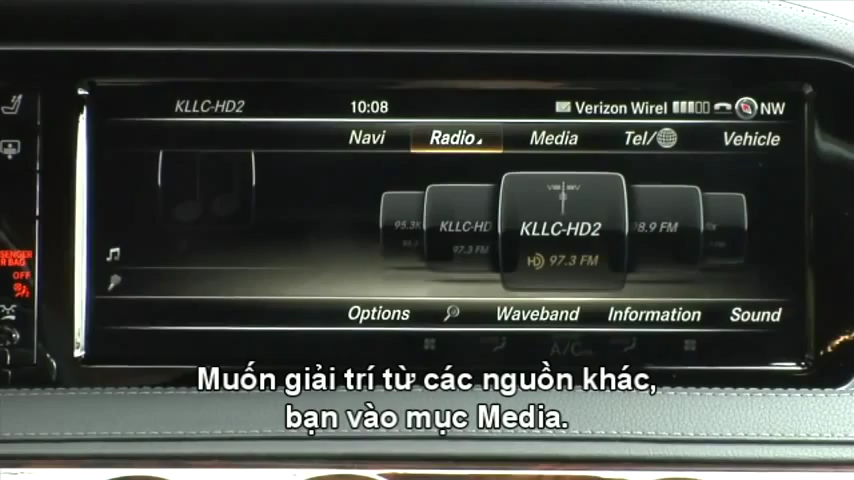 KLLC-HD2 10:08 Verizon Wirel NW
Navi Radio Media Tel/ Vehicle
KLLC-HD KLLC-HD2 98.9 FM
97.3 FM HD 97.3 FM
OFF
Options Waveband Information Sound
A/C
Muốn giải trí từ các nguồn khác,
bạn vào mục Media.